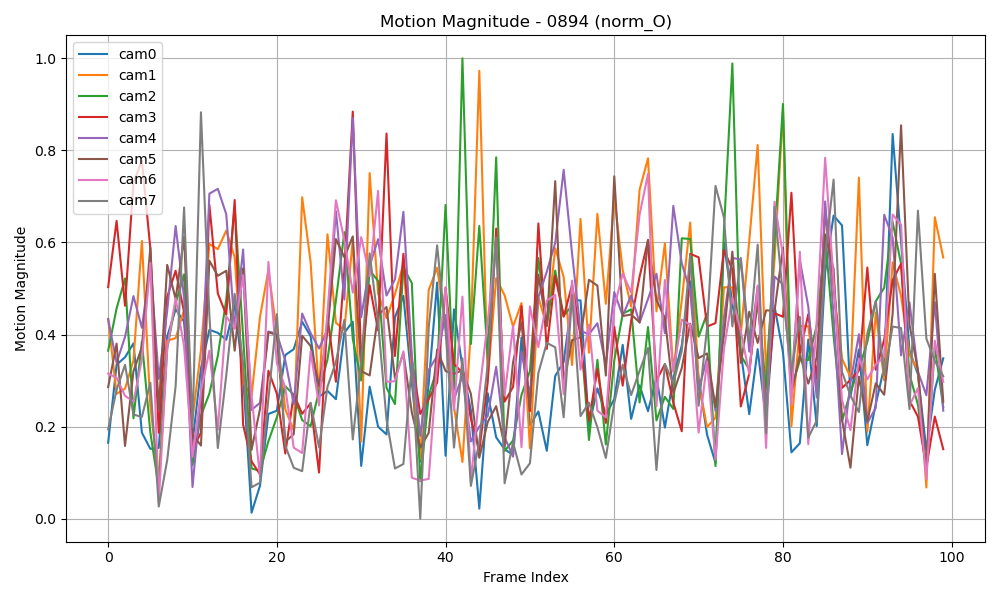 Motion Magnitude - 0894 (norm_O)
cam0
cam1
cam2
cam3
cam4
cam5
cam6
cam7
Motion Magnitude
1.0
0.8
0.6
0.4
0.2
0.0
0
20
40
60
80
100
Frame Index